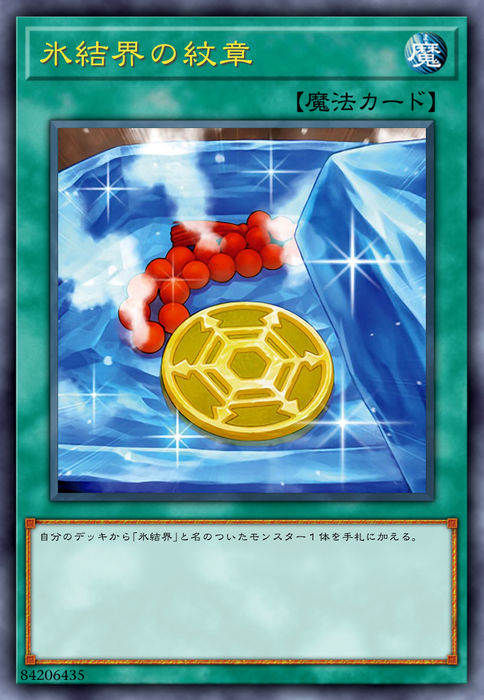 氷結界の紋章
魔
【魔法カード】
自分のデッキから「氷結界」と名のついたモンスター1体を手札に加える。
84206435